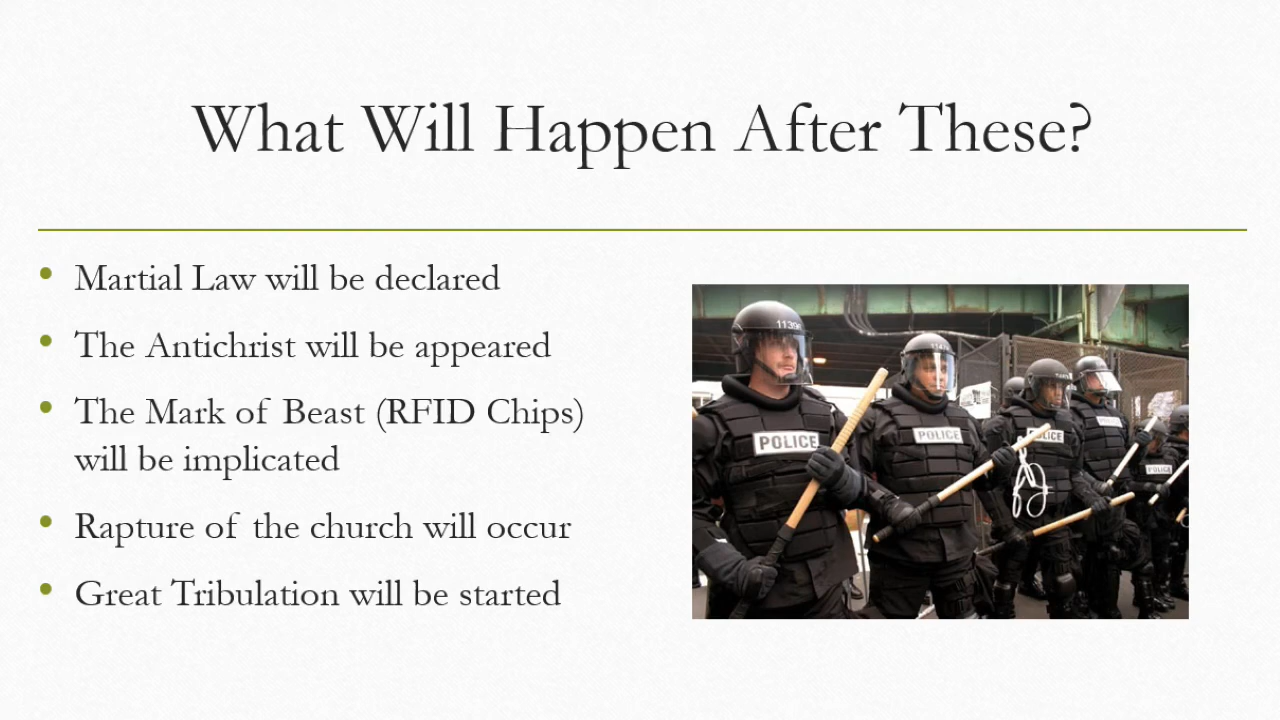 What Will Happen After These?
Martial Law will be declared
The Antichrist will be appeared
The Mark of Beast (RFID Chips)
will be implicated
Rapture of the church will occur
Great Tribulation will be started
POLICE
POLICE
POLICE
POLICE